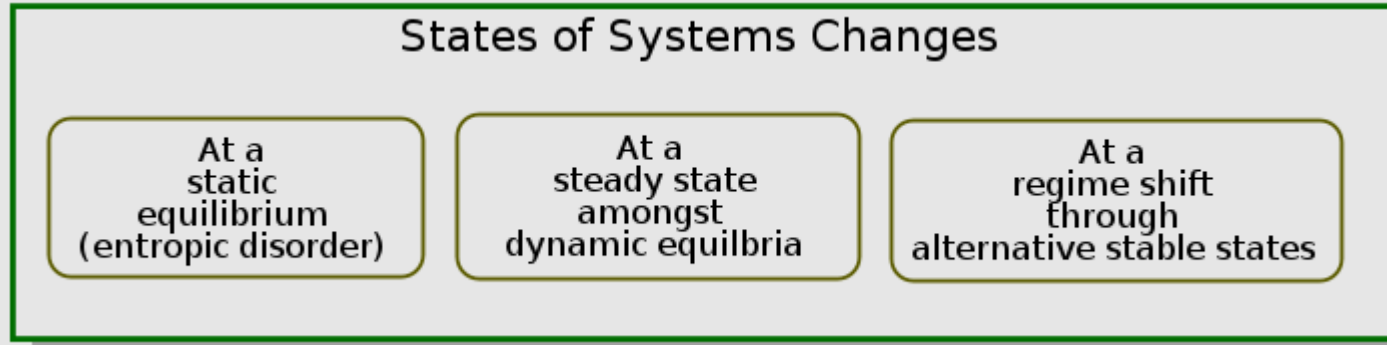 States of Systems Changes
At a
static
equilibrium
(entropic disorder)
At a
steady state
amongst
dynamic equilbria
At a
regime shift
through
alternative stable states